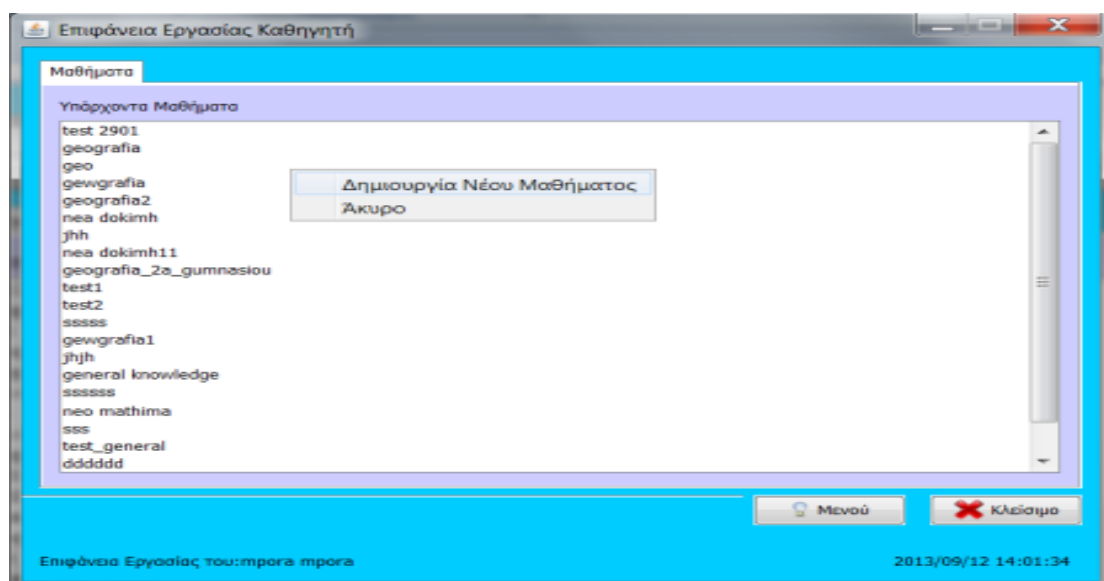 Επιφάνεια Εργασίας Καθηγητή
Μαθήματα
Υπάρχοντα Μαθήματα
test 2901
geografia
geo
gewgrafia
geografia2
nea dokimh
jhh
nea dokimh11
geografia_2a_gumnasiou
test1
test2
sssss
gewgrafia1
jhjh
general knowledge
ssssss
neo mathima
sss
test_general
dddddd
Δημιουργία Νέου Μαθήματος
Άκυρο
Μενού
Κλείσιμο
Επιφάνεια Εργασίας του:mpora mpora
2013/09/12 14:01:34